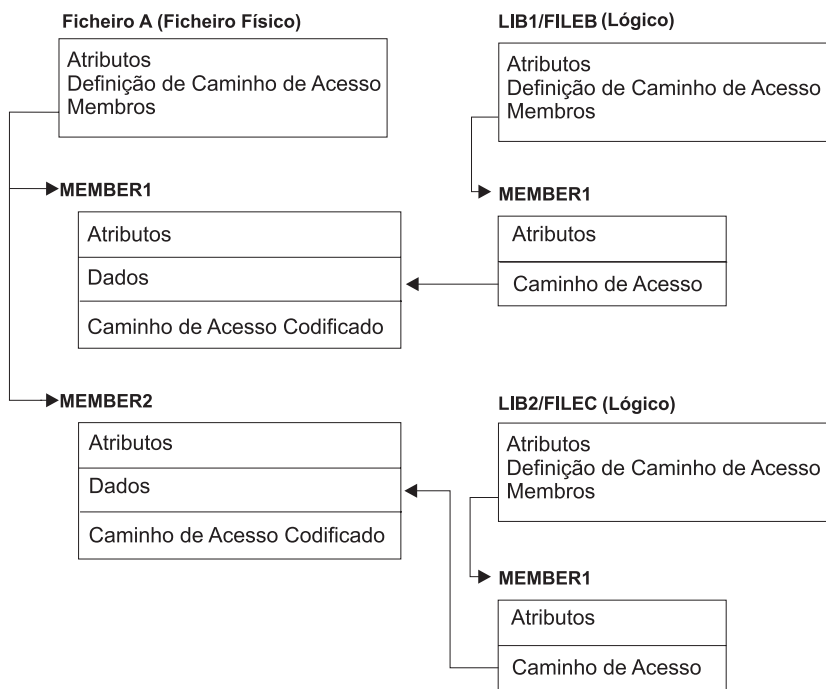 Ficheiro A (Ficheiro Físico)
Atributos
Definição de Caminho de Acesso
Membros
MEMBER1
Atributos
Dados
Caminho de Acesso Codificado
MEMBER2
Atributos
Dados
Caminho de Acesso Codificado
LIB1/FILEB (Lógico)
Atributos
Definição de Caminho de Acesso
Membros
MEMBER1
Atributos
Caminho de Acesso
LIB2/FILEC (Lógico)
Atributos
Definição de Caminho de Acesso
Membros
MEMBER1
Atributos
Caminho de Acesso